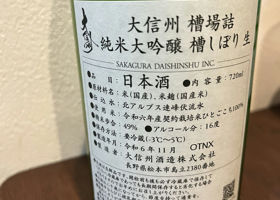 大信州 槽場詰
純米大吟醸 槽しぼり 生
SAKAGURA DAISHINSHU INC.
●品目:日本酒 ●内容量:720ml
●原材料名:米(国産)、米麹(国産米)
●仕込水:北アルプス連峰伏流水
●原料米:令和六年産契約栽培米ひとごこち100%
49% ●アルコール分:16度
要冷蔵(-3℃~5℃)
令和6年11月 OTNX
大信州酒造株式会社
長野県松本市島立2380番地